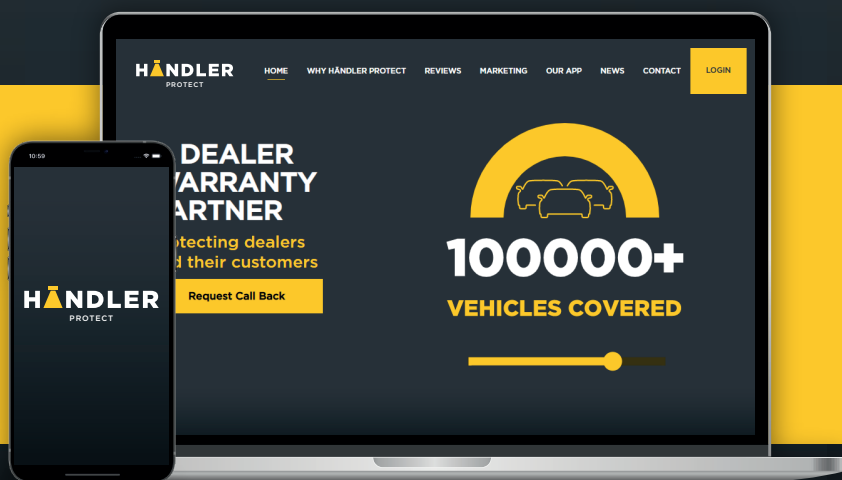 HÄNDLER
PROTECT
HOME
WHY HÄNDLER PROTECT
REVIEWS
MARKETING
OUR APP
NEWS
CONTACT
LOGIN
DEALER
ARRANTY
ARTNER
tecting dealers
their customers
Request Call Back
100000+
VEHICLES COVERED
10:59
HÄNDLER
PROTECT